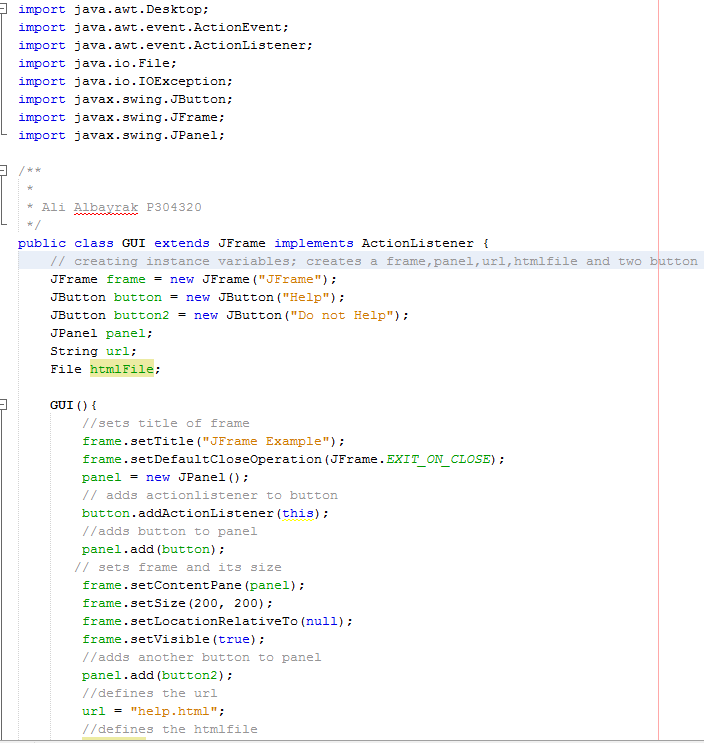 import java.awt.Desktop;
import java.awt.event.ActionEvent;
import java.awt.event.ActionListener;
import java.io.File;
import java.io.IOException;
import javax.swing.JButton;
import javax.swing.JFrame;
import javax.swing.JPanel;
/**
*
* Ali Albayrak P304320
*/
public class GUI extends JFrame implements ActionListener {
// creating instance variables; creates a frame,panel,url,htmlfile and two button
JFrame frame = new JFrame("JFrame");
JButton button = new JButton("Help");
JButton button2 = new JButton("Do not Help");
JPanel panel;
String url;
File htmlFile;
GUI(){
//sets title of frame
frame.setTitle("JFrame Example");
frame.setDefaultCloseOperation(JFrame.EXIT_ON_CLOSE);
panel = new JPanel();
// adds actionlistener to button
button.addActionListener(this);
//adds button to panel
panel.add(button);
// sets frame and its size
frame.setContentPane(panel);
frame.setSize(200, 200);
frame.setLocationRelativeTo(null);
frame.setVisible(true);
//adds another button to panel
panel.add(button2);
//defines the url
url = "help.html";
//defines the htmlfile